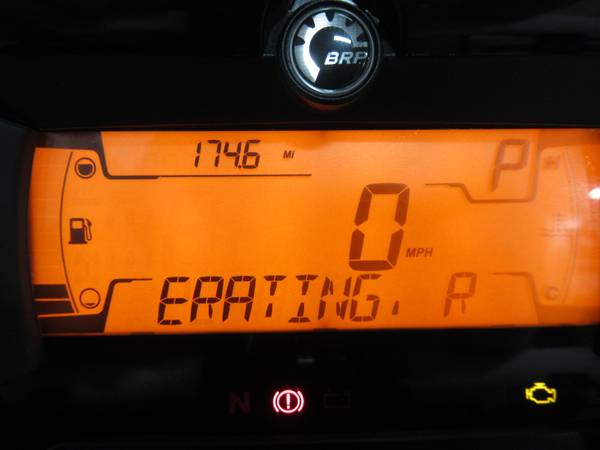 BRP
174.6 Mi
P
0 MPH
ERATING, R
N
C